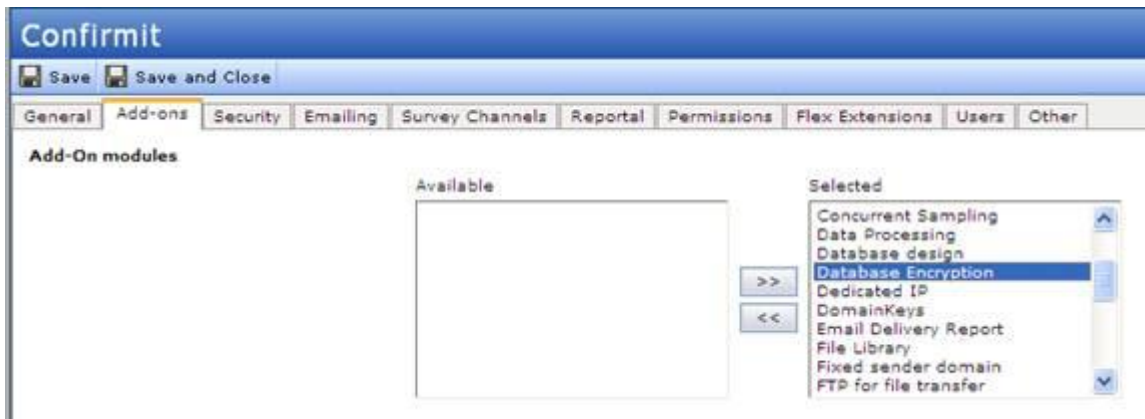 Confirmit
Save Save and Close
General Add-ons Security Emailing Survey Channels Reportal Permissions Flex Extensions Users Other
Add-On modules
Available
Selected
Concurrent Sampling
Data Processing
Database design
Database Encryption
>>
Dedicated IP
DomainKeys
<<
Email Delivery Report
File Library
Fixed sender domain
FTP for file transfer